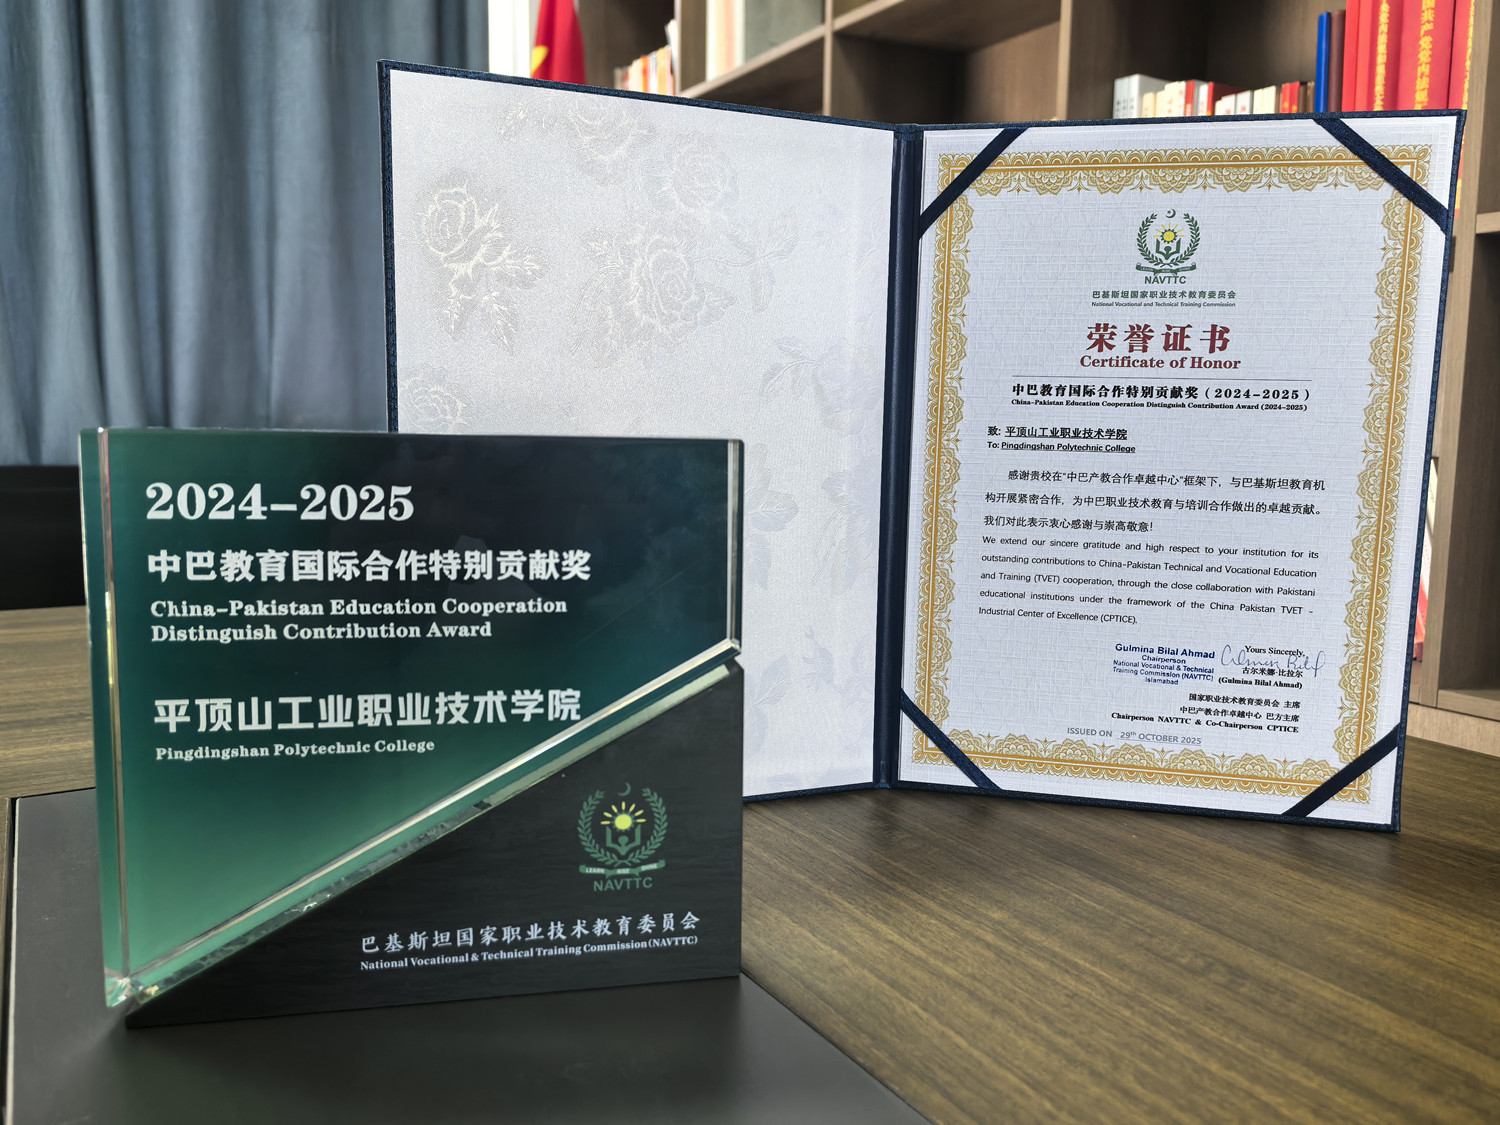 2024-2025
中巴教育国际合作特别贡献奖
China-Pakistan Education Cooperation
Distinguish Contribution Award
平顶山工业职业技术学院
Pingdingshan Polytechnic College
LEARN RISE SHINE
NAVTTC
巴基斯坦国家职业技术教育委员会
National Vocational & Technical Training Commission(NAVTTC)
NAVTTC
巴基斯坦国家职业技术教育委员会
National Vocational and Technical Training Commission
荣誉证书
Certificate of Honor
中巴教育国际合作特别贡献奖(2024-2025)
China-Pakistan Education Cooperation Distinguish Contribution Award (2024-2025)
致: 平顶山工业职业技术学院
To: Pingdingshan Polytechnic College
感谢贵校在“中巴产教合作卓越中心”框架下，与巴基斯坦教育机
构开展紧密合作，为中巴职业技术教育与培训合作做出的卓越贡献。
我们对此表示衷心感谢与崇高敬意!
We extend our sincere gratitude and high respect to your institution for its
outstanding contributions to China-Pakistan Technical and Vocational Education
and Training (TVET) cooperation, through the close collaboration with Pakistani
educational institutions under the framework of the China Pakistan TVET -
Industrial Center of Excellence (CPTICE).
Gulmina Bilal Ahmad
Chairperson
National Vocational & Technical
Training Commission (NAVTTC)
Islamabad
Yours Sincerely,
古尔米娜·比拉尔
(Gulmina Bilal Ahmad)
国家职业技术教育委员会 主席
中巴产教合作卓越中心 巴方主席
Chairperson NAVTTC & Co-Chairperson CPTICE
ISSUED ON 29th OCTOBER 2025